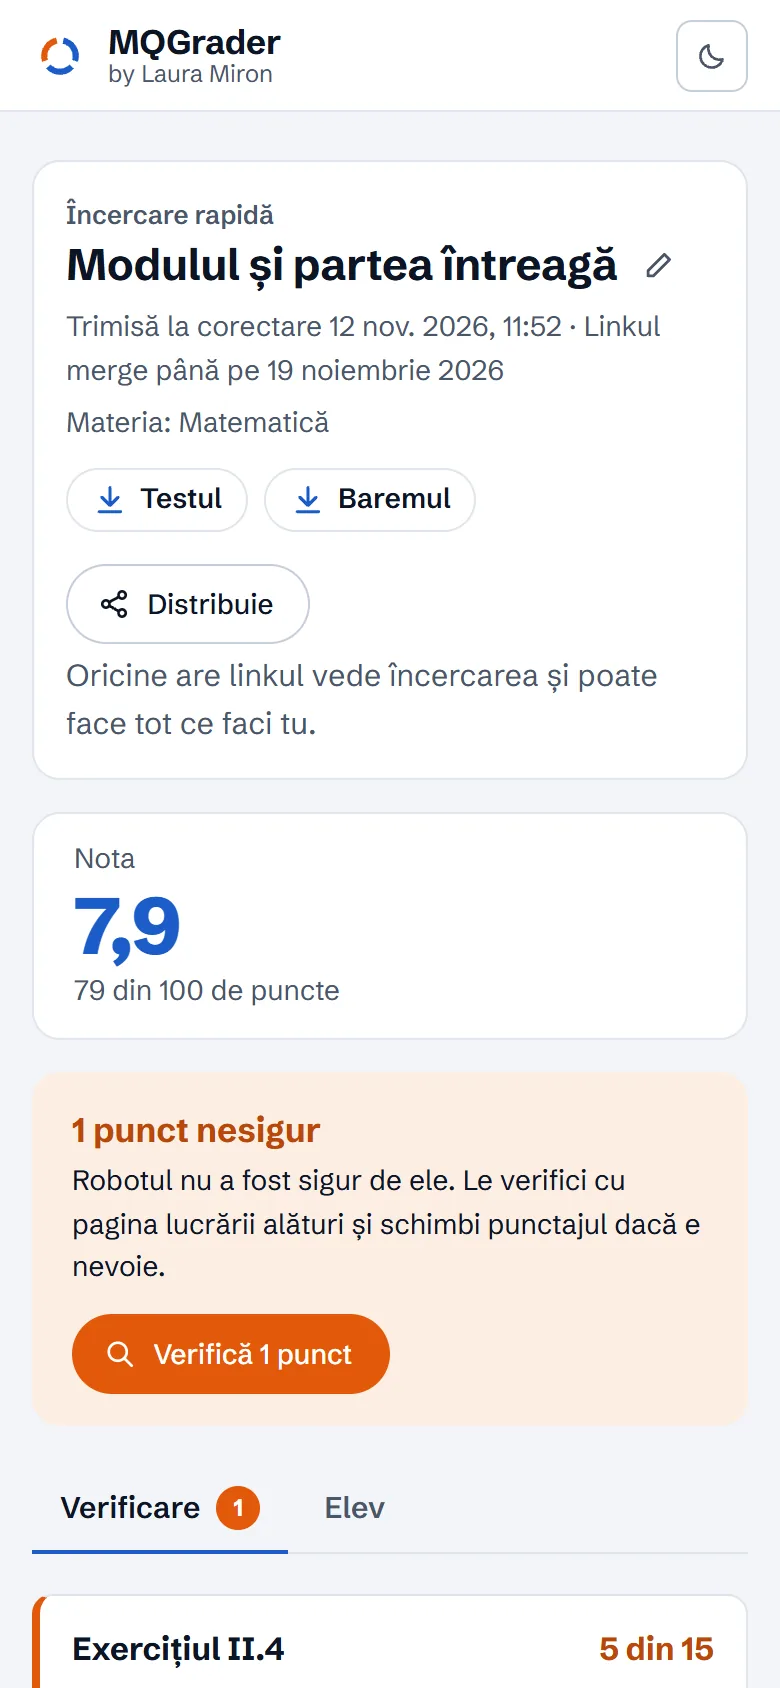 MQGrader
by Laura Miron
Încercare rapidă
Modulul și partea întreagă
Trimisă la corectare 12 nov. 2026, 11:52 · Linkul
merge până pe 19 noiembrie 2026
Materia: Matematică
Testul
Baremul
Distribuie
Oricine are linkul vede încercarea și poate
face tot ce faci tu.
Nota
7,9
79 din 100 de puncte
1 punct nesigur
Robotul nu a fost sigur de ele. Le verifici cu
pagina lucrării alături și schimbi punctajul dacă e
nevoie.
Verifică 1 punct
Verificare 1
Elev
Exercițiul II.4
5 din 15